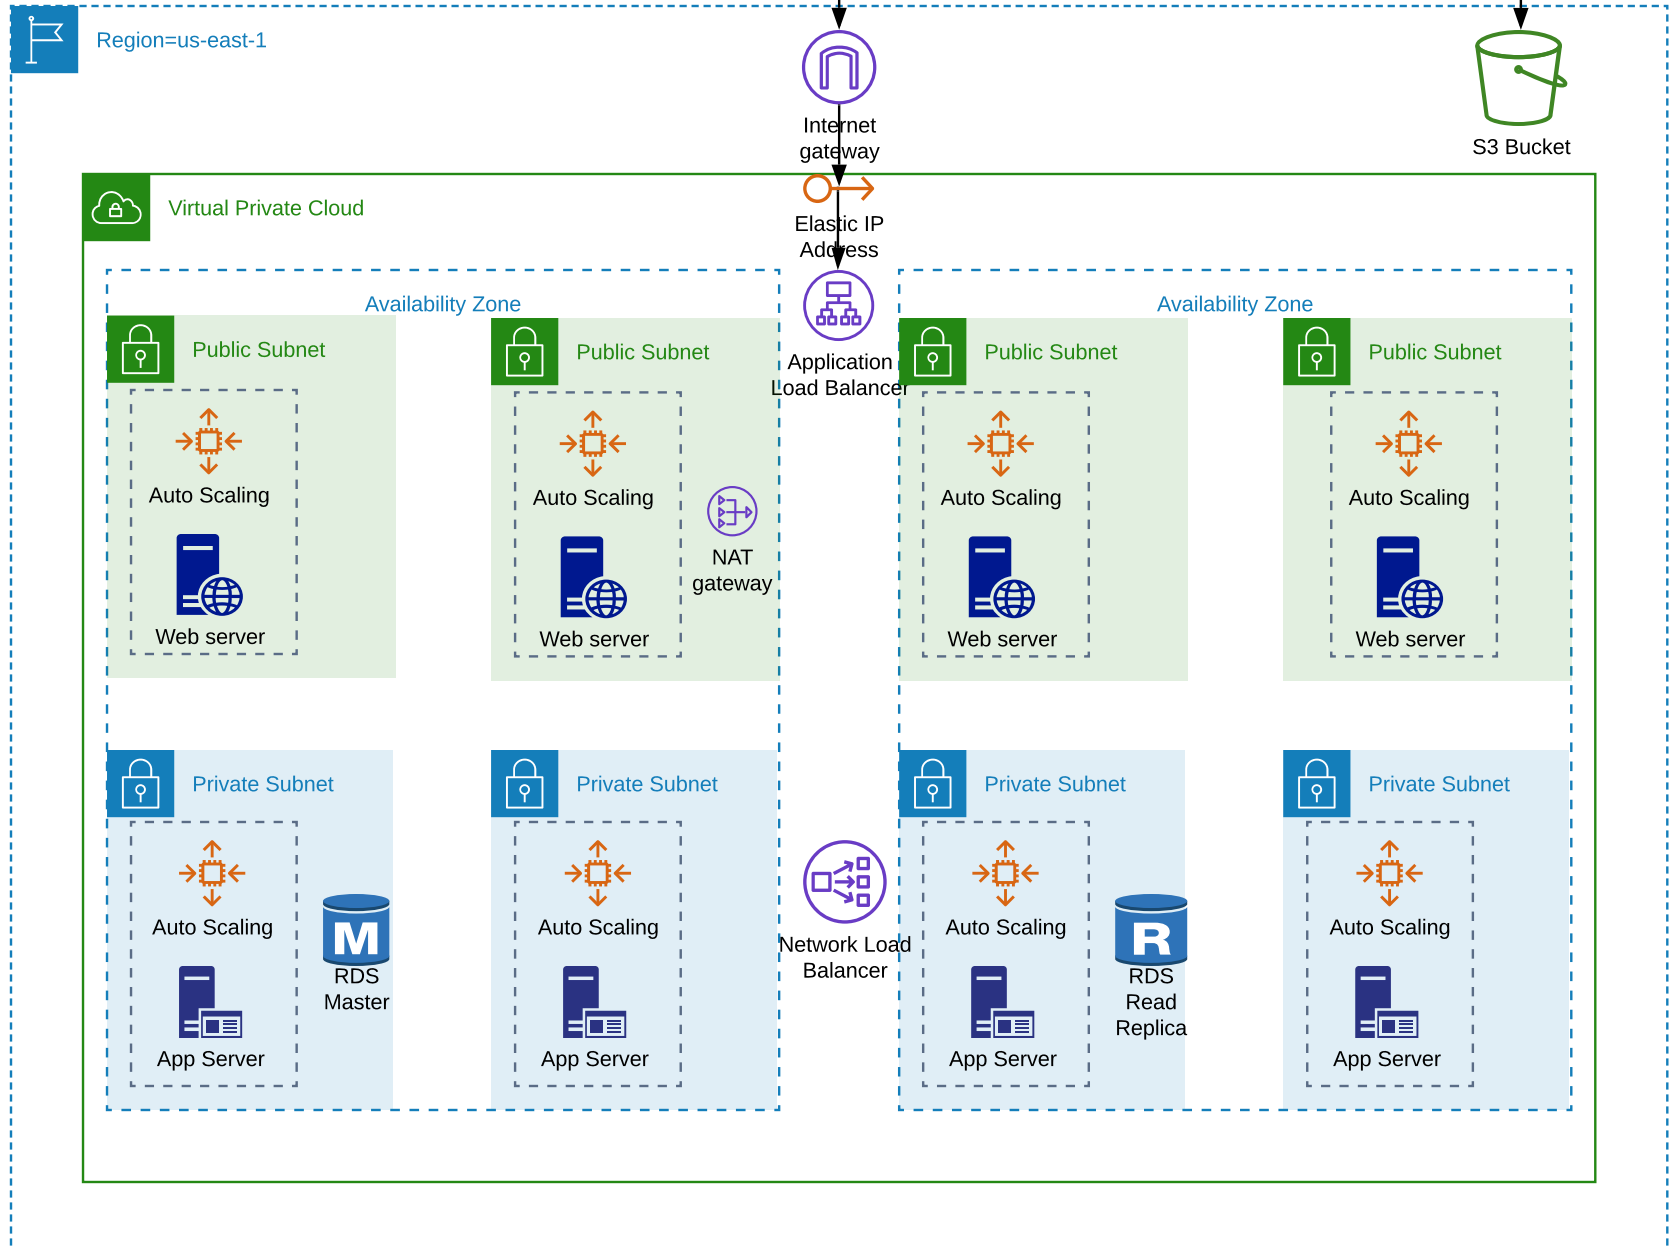 Region=us-east-1
Internet
gateway
S3 Bucket
Virtual Private Cloud
Elastic IP
Address
Availability Zone
Availability Zone
Application
Load Balancer
Public Subnet
Public Subnet
Public Subnet
Public Subnet
Auto Scaling
Auto Scaling
Auto Scaling
Auto Scaling
NAT
gateway
Web server
Web server
Web server
Web server
Private Subnet
Private Subnet
Private Subnet
Private Subnet
Auto Scaling
M
RDS
Master
Auto Scaling
Network Load
Balancer
Auto Scaling
R
RDS
Read
Replica
Auto Scaling
App Server
App Server
App Server
App Server